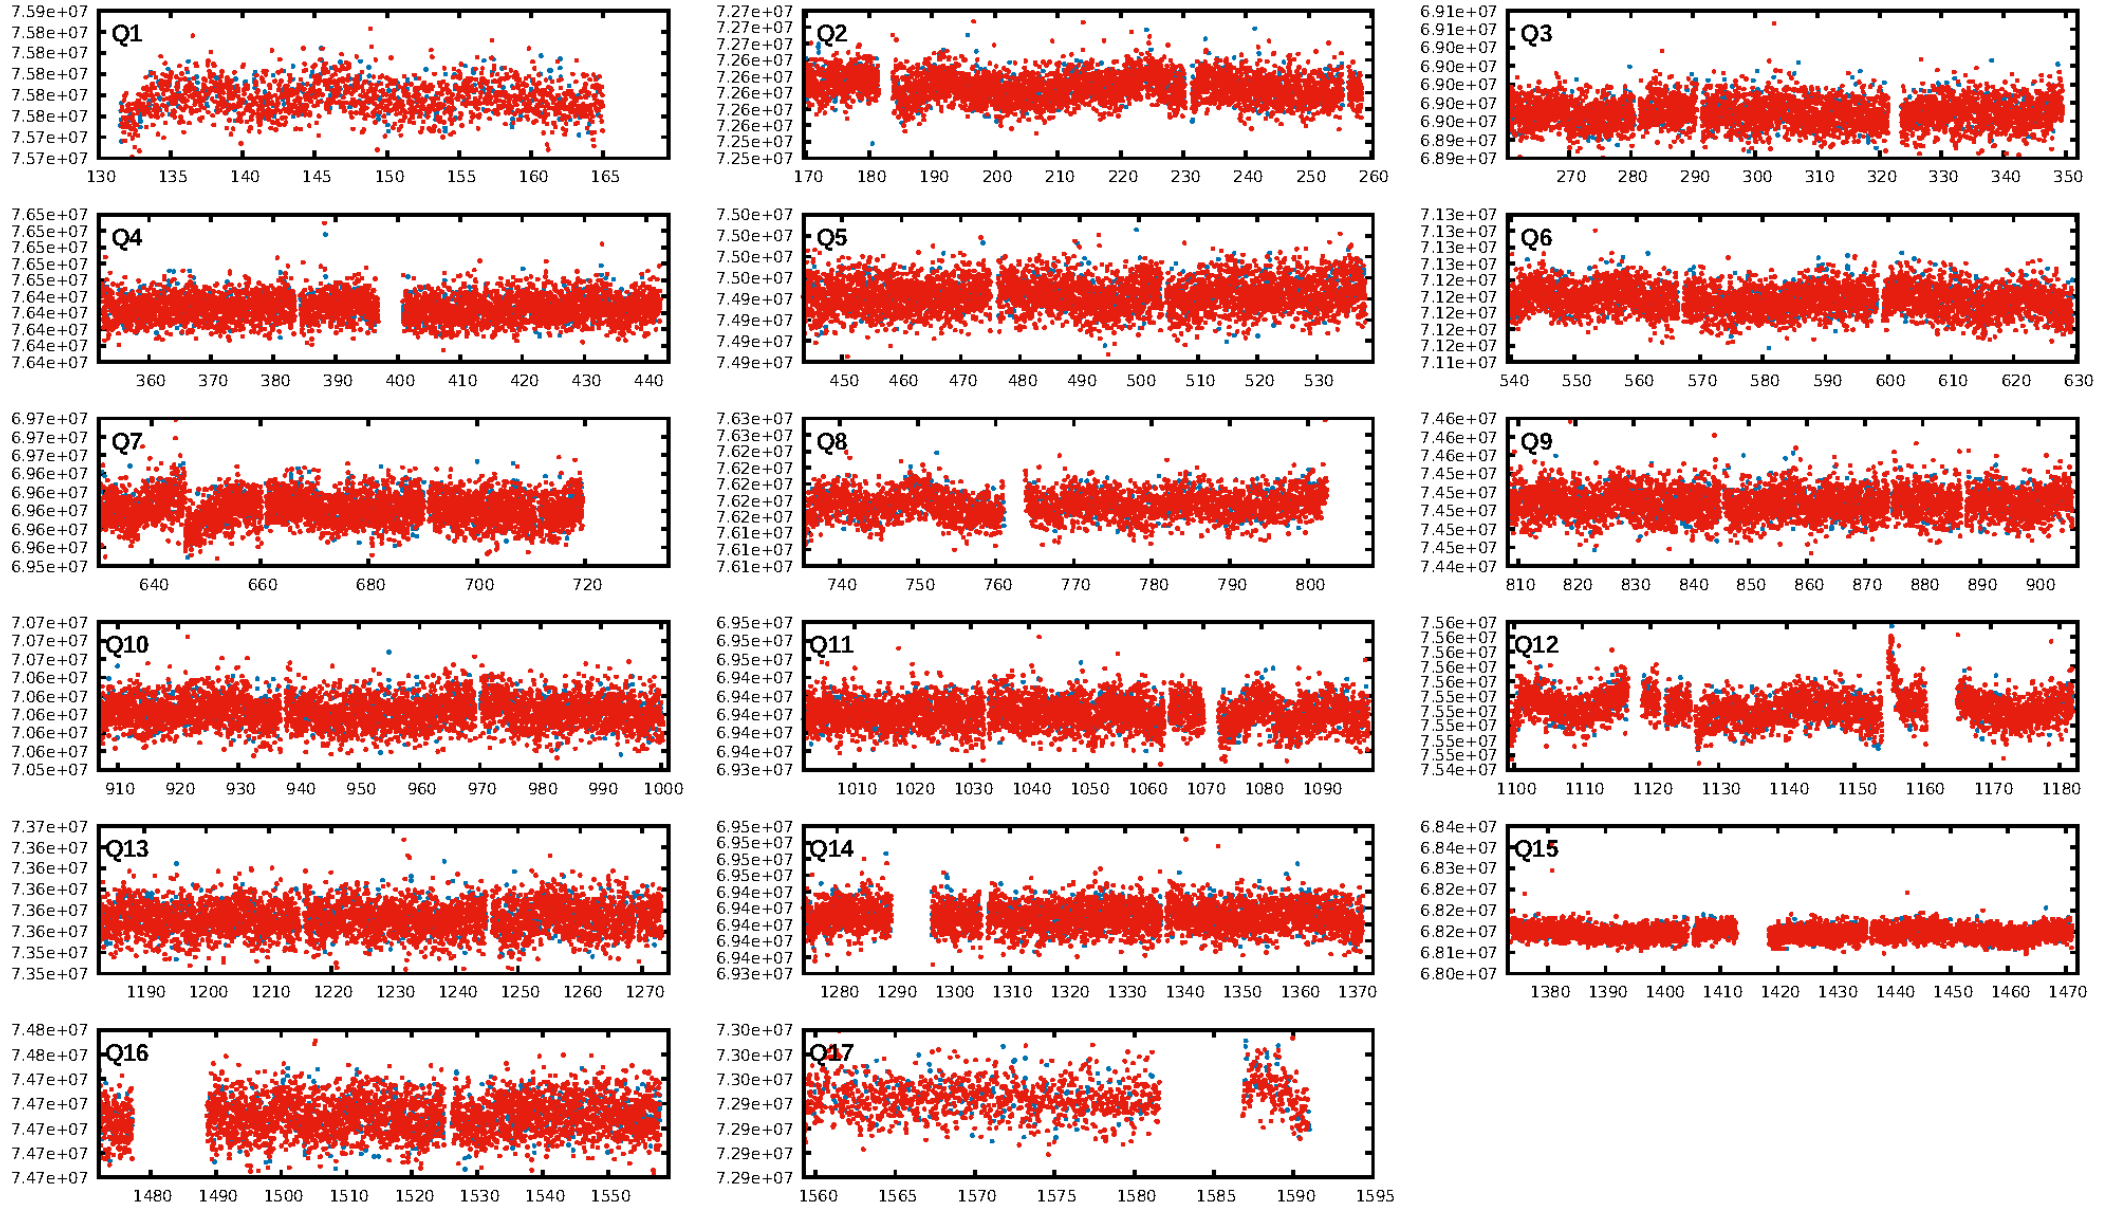 7.59e+07
7.58e+07
7.58e+07
7.58e+07
7.58e+07
7.58e+07
7.57e+07
7.57e+07
Q1
130 135 140 145 150 155 160 165
7.27e+07
7.27e+07
7.27e+07
7.26e+07
7.26e+07
7.26e+07
7.26e+07
7.26e+07
7.25e+07
7.25e+07
Q2
170 180 190 200 210 220 230 240 250 260
6.91e+07
6.91e+07
6.90e+07
6.90e+07
6.90e+07
6.90e+07
6.90e+07
6.89e+07
6.89e+07
Q3
270 280 290 300 310 320 330 340 350
7.65e+07
7.65e+07
7.65e+07
7.65e+07
7.65e+07
7.64e+07
7.64e+07
7.64e+07
7.64e+07
7.64e+07
Q4
360 370 380 390 400 410 420 430 440
7.50e+07
7.50e+07
7.50e+07
7.50e+07
7.49e+07
7.49e+07
7.49e+07
7.49e+07
Q5
450 460 470 480 490 500 510 520 530
7.13e+07
7.13e+07
7.13e+07
7.13e+07
7.12e+07
7.12e+07
7.12e+07
7.12e+07
7.12e+07
7.11e+07
Q6
540 550 560 570 580 590 600 610 620 630
6.97e+07
6.97e+07
6.97e+07
6.96e+07
6.96e+07
6.96e+07
6.96e+07
6.96e+07
6.95e+07
Q7
640 660 680 700 720
7.63e+07
7.63e+07
7.62e+07
7.62e+07
7.62e+07
7.62e+07
7.62e+07
7.61e+07
7.61e+07
7.61e+07
Q8
740 750 760 770 780 790 800
7.46e+07
7.46e+07
7.46e+07
7.45e+07
7.45e+07
7.45e+07
7.45e+07
7.44e+07
Q9
810 820 830 840 850 860 870 880 890 900
7.07e+07
7.07e+07
7.07e+07
7.06e+07
7.06e+07
7.06e+07
7.06e+07
7.06e+07
7.05e+07
Q10
910 920 930 940 950 960 970 980 990 1000
6.95e+07
6.95e+07
6.95e+07
6.94e+07
6.94e+07
6.94e+07
6.94e+07
6.94e+07
6.93e+07
Q11
1010 1020 1030 1040 1050 1060 1070 1080 1090
7.56e+07
7.56e+07
7.56e+07
7.56e+07
7.56e+07
7.55e+07
7.55e+07
7.55e+07
7.55e+07
7.55e+07
7.54e+07
Q12
1100 1110 1120 1130 1140 1150 1160 1170 1180
7.37e+07
7.36e+07
7.36e+07
7.36e+07
7.36e+07
7.36e+07
7.35e+07
7.35e+07
Q13
1190 1200 1210 1220 1230 1240 1250 1260 1270
6.95e+07
6.95e+07
6.95e+07
6.95e+07
6.94e+07
6.94e+07
6.94e+07
6.94e+07
6.94e+07
6.93e+07
Q14
1280 1290 1300 1310 1320 1330 1340 1350 1360 1370
6.84e+07
6.84e+07
6.83e+07
6.82e+07
6.82e+07
6.82e+07
6.81e+07
6.80e+07
Q15
1380 1390 1400 1410 1420 1430 1440 1450 1460 1470
7.48e+07
7.48e+07
7.47e+07
7.47e+07
7.47e+07
7.47e+07
7.47e+07
Q16
1480 1490 1500 1510 1520 1530 1540 1550
7.30e+07
7.30e+07
7.30e+07
7.29e+07
7.29e+07
7.29e+07
7.29e+07
Q17
1560 1565 1570 1575 1580 1585 1590 1595